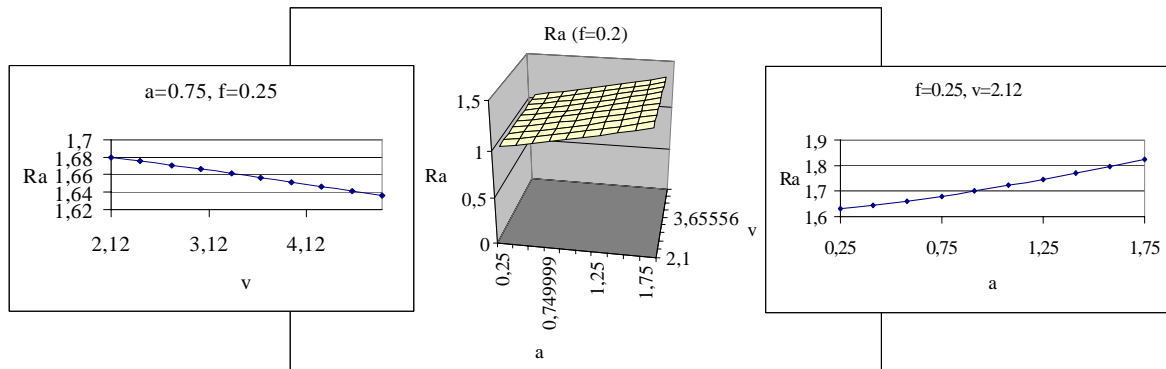 a=0.75, f=0.25
1,7
1,68
1,66
1,64
1,62
Ra
2,12 3,12 4,12
v
Ra (f=0.2)
1,5
1
0,5
0
Ra
0,25 0,749999 1,25 1,75
a
3,65556
2,1
v
f=0.25, v=2.12
1,9
1,8
1,7
1,6
Ra
0,25 0,75 1,25 1,75
a